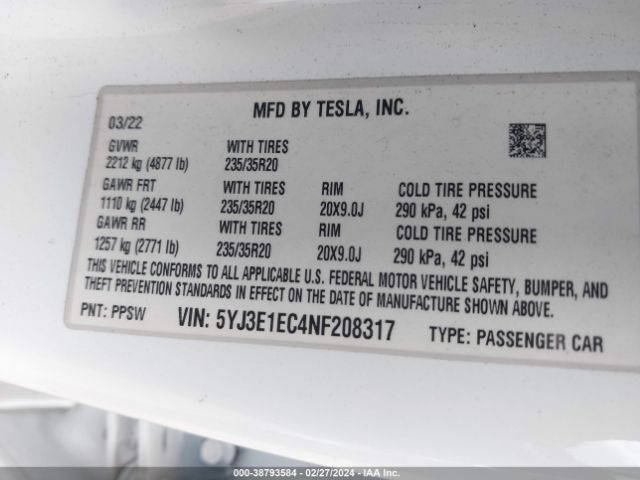 MFD BY TESLA, INC.
03/22
GVWR WITH TIRES
2212 kg (4877 lb) 235/35R20
GAWR FRT WITH TIRES RIM COLD TIRE PRESSURE
1110 kg (2447 lb) 235/35R20 20X9.0J 290 kPa, 42 psi
GAWR RR WITH TIRES RIM COLD TIRE PRESSURE
1257 kg (2771 lb) 235/35R20 20X9.0J 290 kPa, 42 psi
THIS VEHICLE CONFORMS TO ALL APPLICABLE U.S. FEDERAL MOTOR VEHICLE SAFETY, BUMPER, AND
THEFT PREVENTION STANDARDS IN EFFECT ON THE DATE OF MANUFACTURE SHOWN ABOVE.
PNT: PPSW VIN: 5YJ3E1EC4NF208317 TYPE: PASSENGER CAR
000-38793584 - 02/27/2024 - IAA Inc.